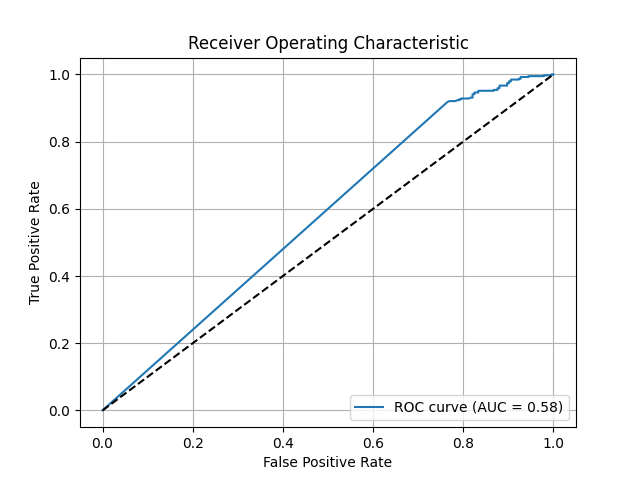 Receiver Operating Characteristic
True Positive Rate
1.0
0.8
0.6
0.4
0.2
0.0
ROC curve (AUC = 0.58)
0.0 0.2 0.4 0.6 0.8 1.0
False Positive Rate